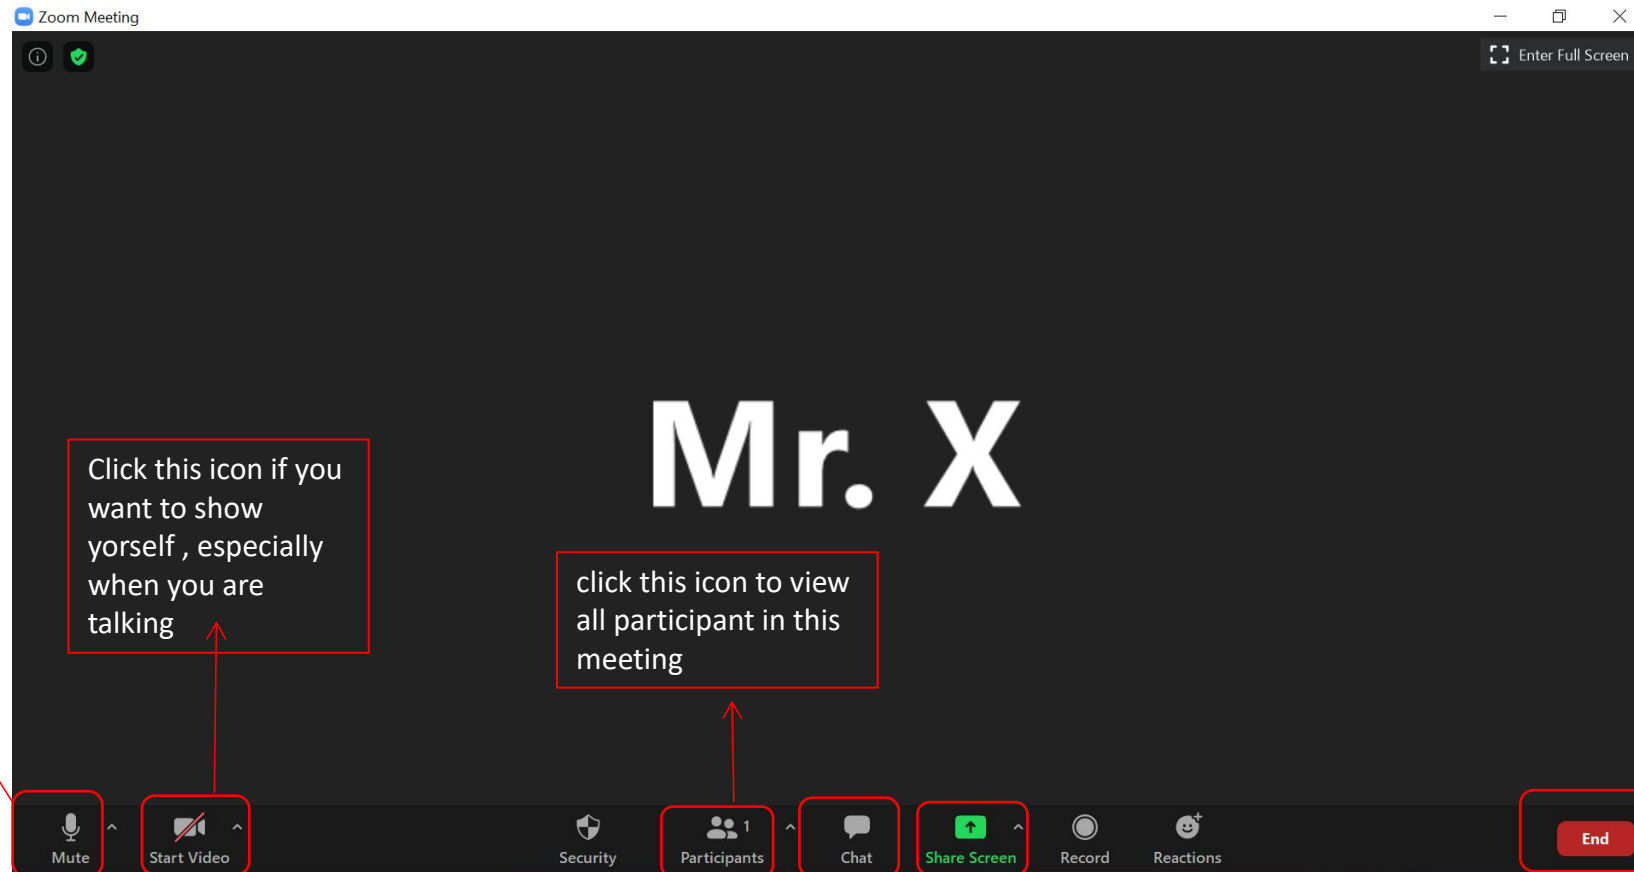 Zoom Meeting
Enter Full Screen
Mr. X
Click this icon if you
want to show
yorself , especially
when you are
talking
click this icon to view
all participant in this
meeting
Mute
Start Video
Security
1
Participants
Chat
Share Screen
Record
Reactions
End